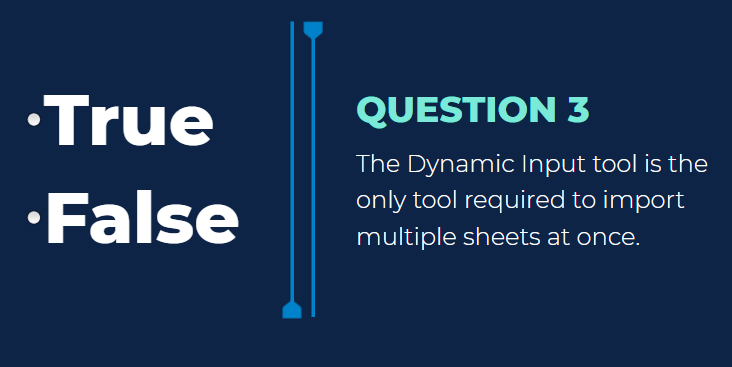 •True
•False
QUESTION 3
The Dynamic Input tool is the
only tool required to import
multiple sheets at once.